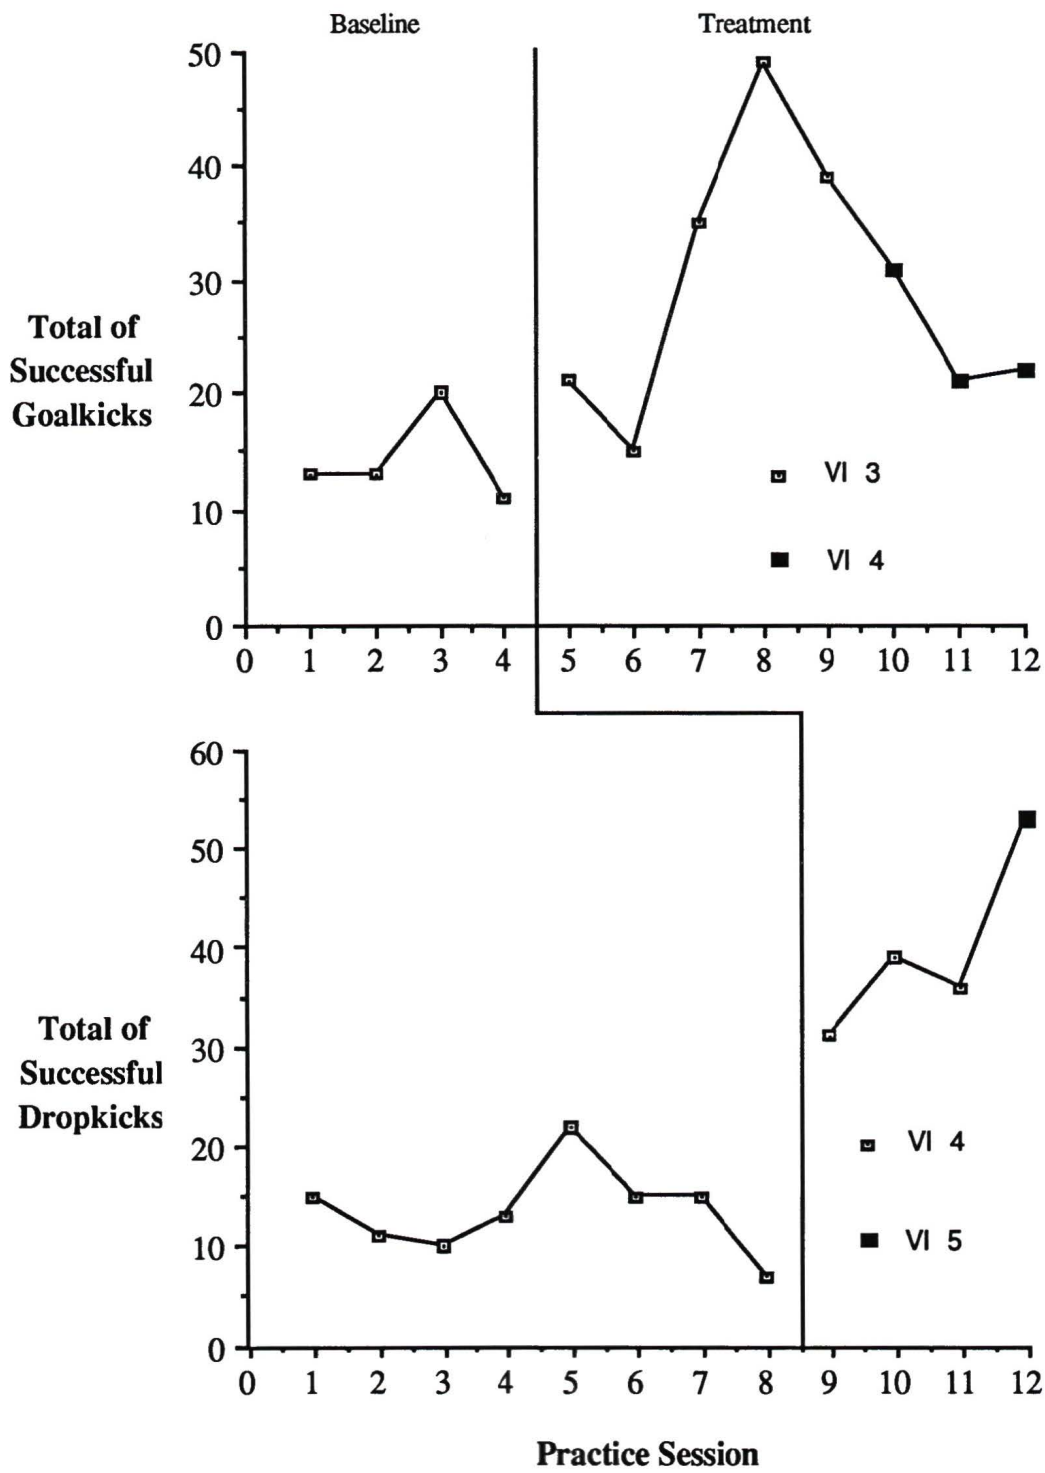 Baseline Treatment
50
40
30
20
10
0
Total of
Successful
Goalkicks
VI 3
VI 4
0 1 2 3 4 5 6 7 8 9 10 11 12
60
50
40
30
20
10
0
Total of
Successful
Dropkicks
VI 4
VI 5
0 1 2 3 4 5 6 7 8 9 10 11 12
Practice Session